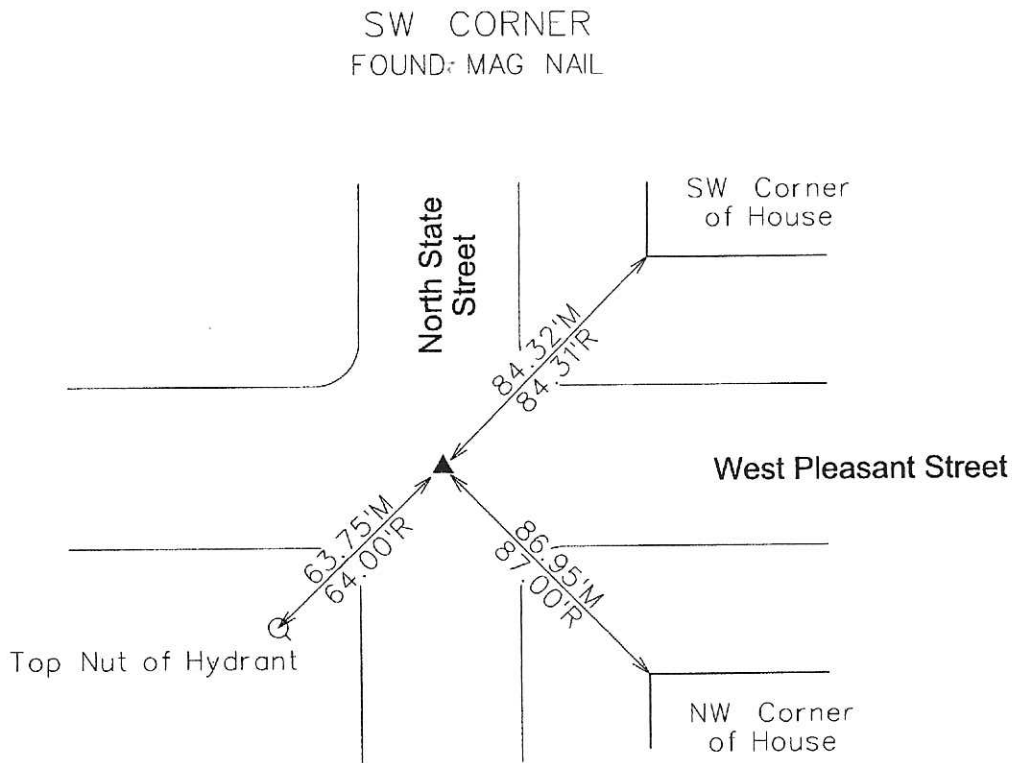 SW CORNER
FOUND: MAG NAIL
North State
Street
SW Corner
of House
84.32'M
84.31'R
West Pleasant Street
63.75'M
64.00'R
86.95'M
87.00'R
Top Nut of Hydrant
NW Corner
of House